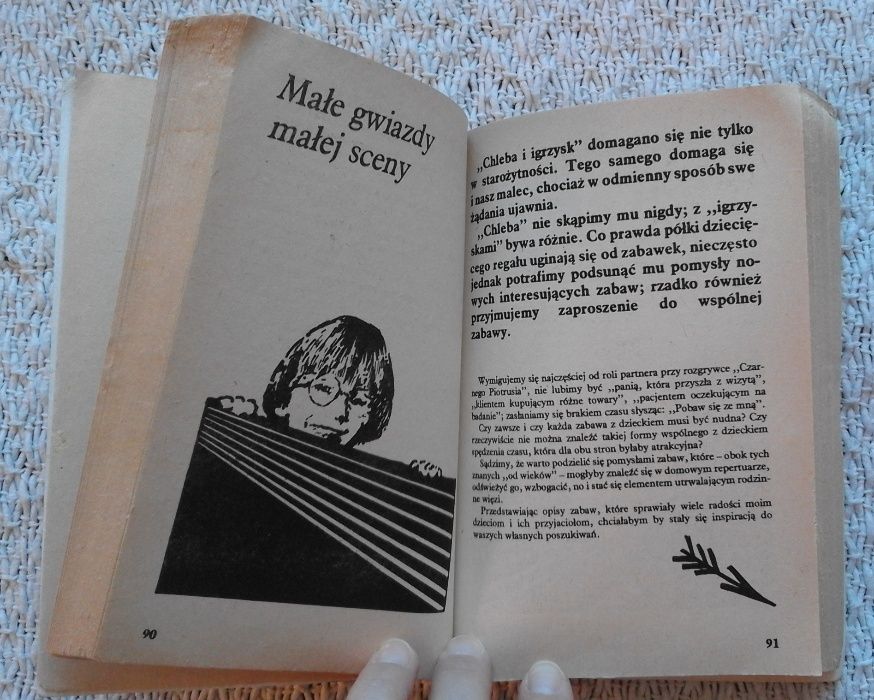 Małe gwiazdy
małej sceny
90
,,Chleba i igrzysk” domagano się nie tylko
w starożytności. Tego samego domaga się
i nasz malec, chociaż w odmienny sposób swe
żądania ujawnia.
,,Chleba” nie skąpimy mu nigdy; z ,,igrzy-
skami” bywa różnie. Co prawda półki dziecię-
cego regału uginają się od zabawek, nieczęsto
jednak potrafimy podsunąć mu pomysły no-
wych interesujących zabaw; rzadko również
przyjmujemy zaproszenie do wspólnej
zabawy.
Wymigujemy się najczęściej od roli partnera przy rozgrywce ,,Czar-
nego Piotrusia”, nie lubimy być ,,panią, która przyszła z wizytą”,
,,klientem kupującym różne towary”, ,,pacjentem oczekującym na
badanie”; zasłaniamy się brakiem czasu słysząc: ,,Pobaw się ze mną”.
Czy zawsze i czy każda zabawa z dzieckiem musi być nudna? Czy
rzeczywiście nie można znaleźć takiej formy wspólnego z dzieckiem
spędzenia czasu, która dla obu stron byłaby atrakcyjna?
Sądzimy, że warto podzielić się pomysłami zabaw, które – obok tych
znanych ,,od wieków” – mogłyby znaleźć się w domowym repertuarze,
odświeżyć go, wzbogacić, no i stać się elementem utrwalającym rodzin-
ne więzi.
Przedstawiając opisy zabaw, które sprawiały wiele radości moim
dzieciom i ich przyjaciołom, chciałabym by stały się inspiracją do
waszych własnych poszukiwań.
91